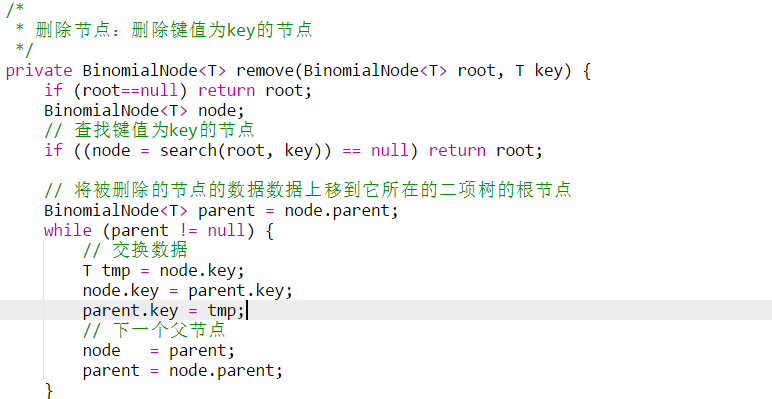 /*
 * 删除节点：删除键值为key的节点
 */
private BinomialNode<T> remove(BinomialNode<T> root, T key) {
    if (root==null) return root;
    BinomialNode<T> node;
    // 查找键值为key的节点
    if ((node = search(root, key)) == null) return root;

    // 将被删除的节点的数据数据上移到它所在的二项树的根节点
    BinomialNode<T> parent = node.parent;
    while (parent != null) {
        // 交换数据
        T tmp = node.key;
        node.key = parent.key;
        parent.key = tmp;
        // 下一个父节点
        node   = parent;
        parent = node.parent;
    }